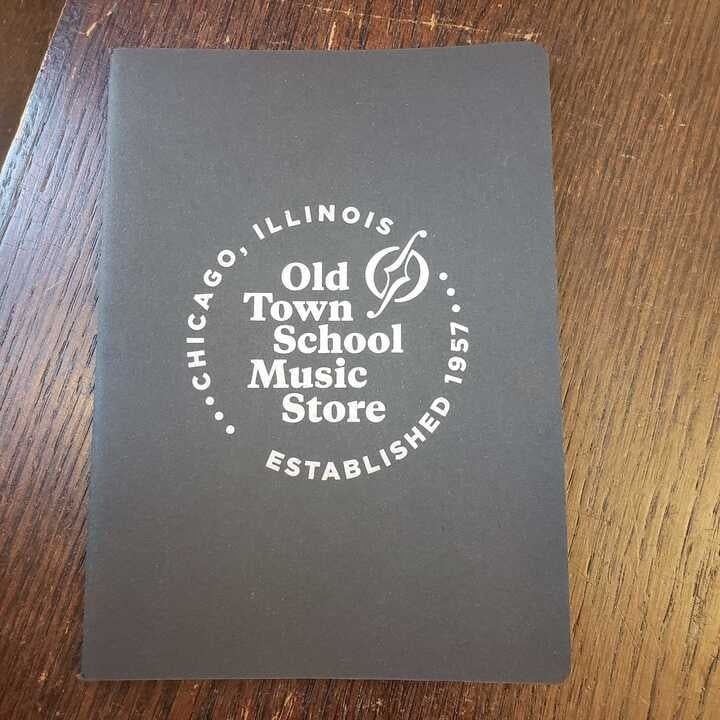 CHICAGO, ILLINOIS
Old
Town
School
Music
Store
ESTABLISHED 1957